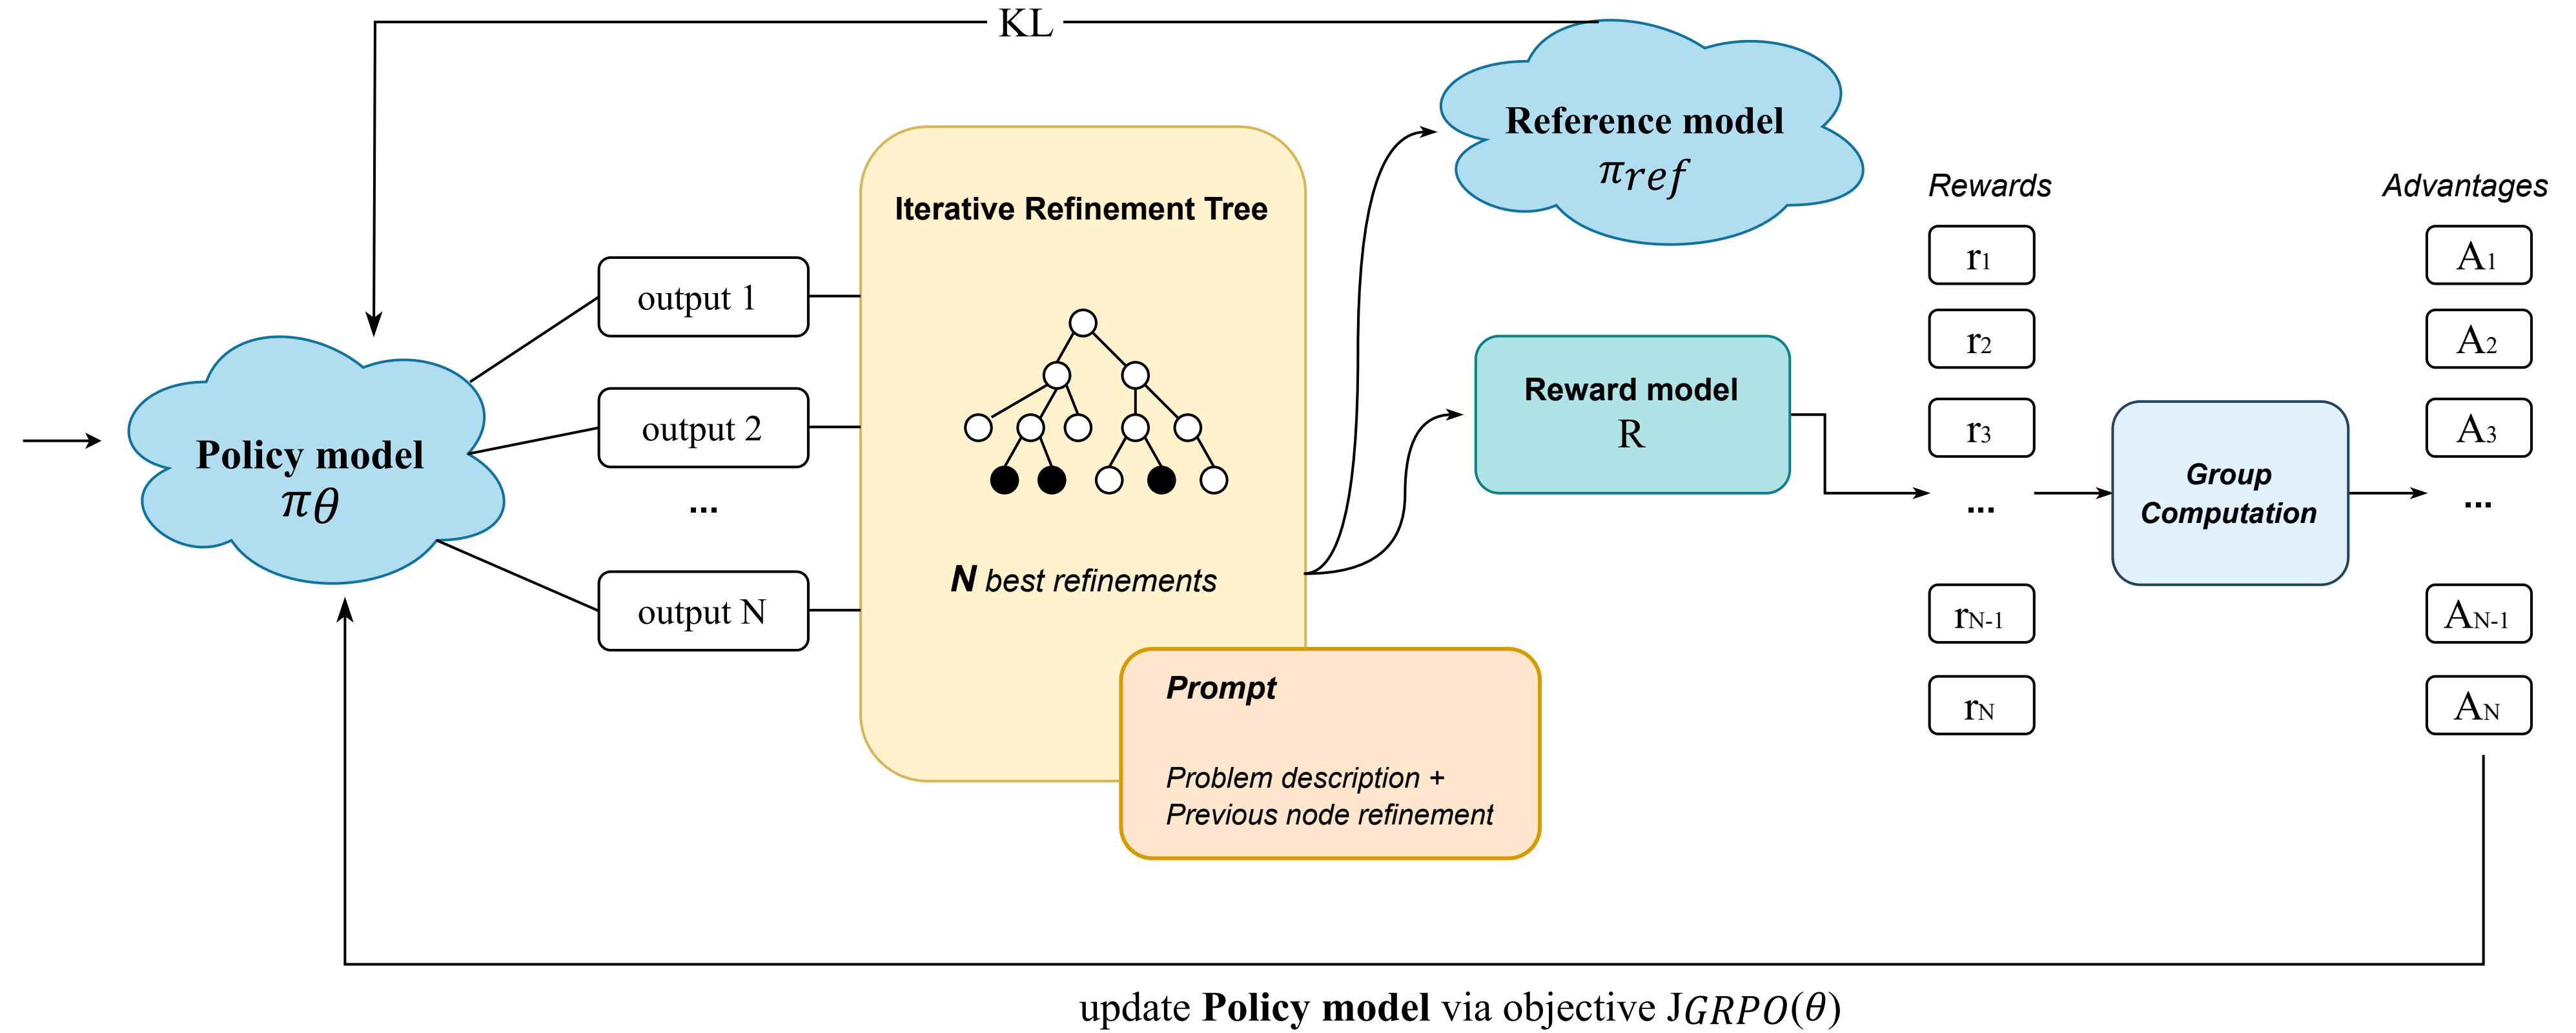 KL
Reference model
πref
Rewards
Advantages
Iterative Refinement Tree
output 1
output 2
...
output N
Policy model
πθ
N best refinements
Prompt
Problem description +
Previous node refinement
Reward model
R
r1
r2
r3
...
rN-1
rN
Group
Computation
A1
A2
A3
...
AN-1
AN
update Policy model via objective JGRPO(θ)